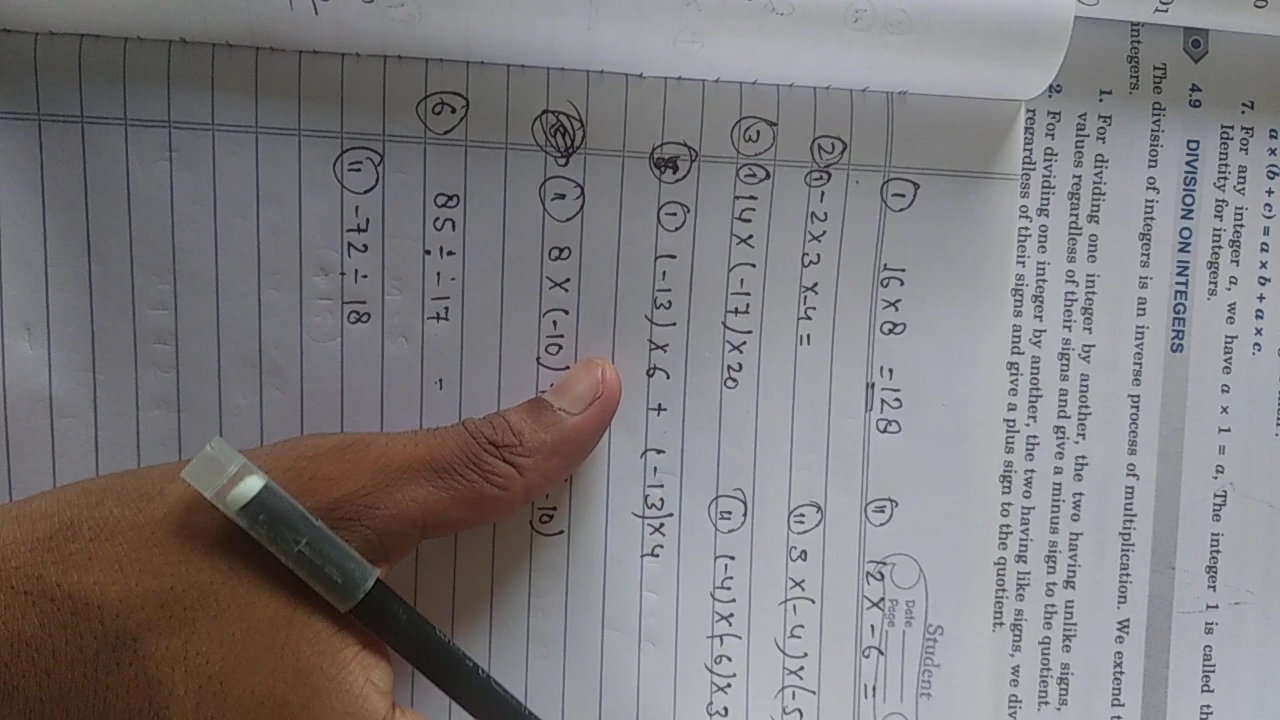 a × (b + c) = a × b + a × c.
7. For any integer a, we have a × 1 = a, The integer 1 is called th
Identity for integers.
4.9 DIVISION ON INTEGERS
The division of integers is an inverse process of multiplication. We extend t
integers.
1. For dividing one integer by another, the two having unlike signs,
values regardless of their signs and give a minus sign to the quotient.
2. For dividing one integer by another, the two having like signs, we div
regardless of their signs and give a plus sign to the quotient.
Student
Date
Page
(i) 16 × 8 = 128 (ii) 12 × -6 =
(2) (i) -2 × 3 × -4 = (ii) 3 × (-4) × (-5
(3) (i) 14 × (-17) × 20 (ii) (-4) × (-6) × 3
(i) (-13) × 6 + (-13) × 4
(ii) 8 × (-10) -10)
(6) 85 ÷ -17 =
(ii) -72 ÷ 18